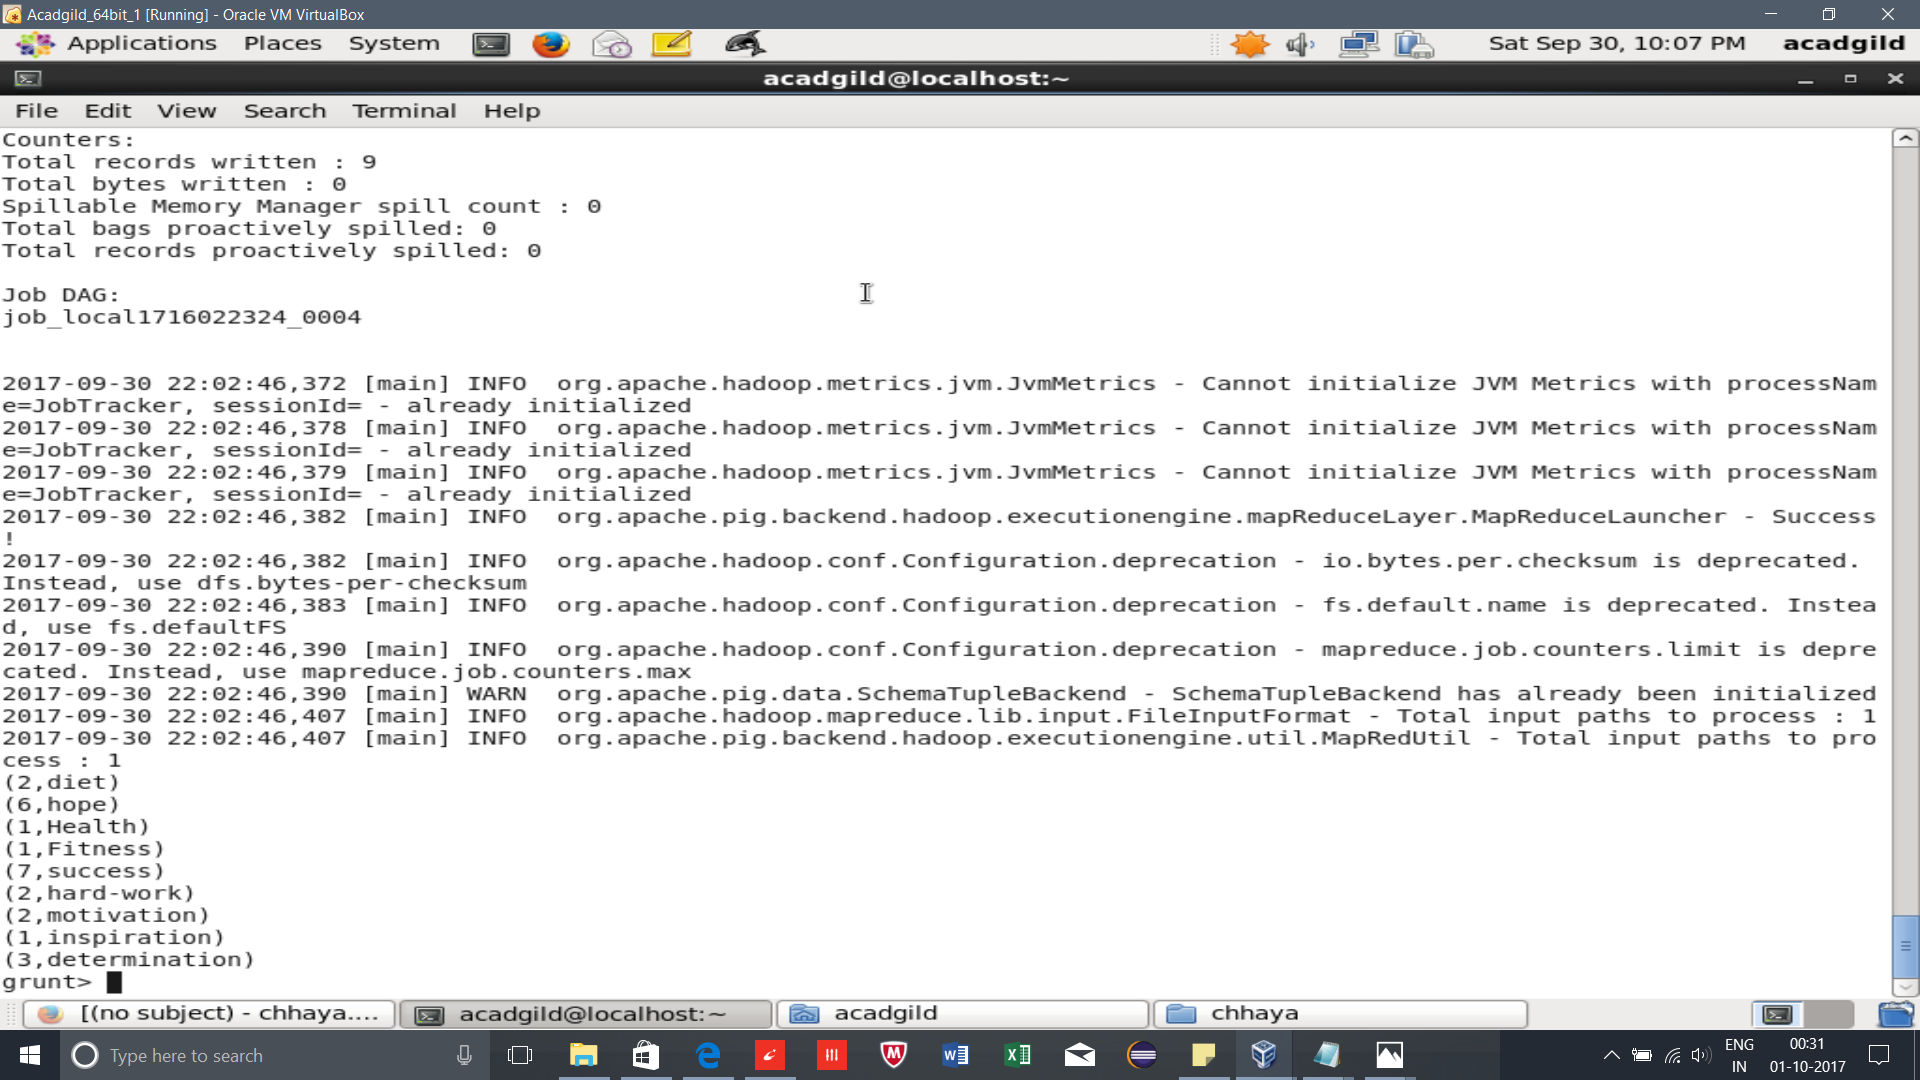 Acadgild_64bit_1 [Running] - Oracle VM VirtualBox
Applications Places System Sat Sep 30, 10:07 PM acadgild
acadgild@localhost:~
File Edit View Search Terminal Help
Counters:
Total records written : 9
Total bytes written : 0
Spillable Memory Manager spill count : 0
Total bags proactively spilled: 0
Total records proactively spilled: 0
Job DAG:
job_local1716022324_0004
2017-09-30 22:02:46,372 [main] INFO  org.apache.hadoop.metrics.jvm.JvmMetrics - Cannot initialize JVM Metrics with processNam
e=JobTracker, sessionId= - already initialized
2017-09-30 22:02:46,378 [main] INFO  org.apache.hadoop.metrics.jvm.JvmMetrics - Cannot initialize JVM Metrics with processNam
e=JobTracker, sessionId= - already initialized
2017-09-30 22:02:46,379 [main] INFO  org.apache.hadoop.metrics.jvm.JvmMetrics - Cannot initialize JVM Metrics with processNam
e=JobTracker, sessionId= - already initialized
2017-09-30 22:02:46,382 [main] INFO  org.apache.pig.backend.hadoop.executionengine.mapReduceLayer.MapReduceLauncher - Success
!
2017-09-30 22:02:46,382 [main] INFO  org.apache.hadoop.conf.Configuration.deprecation - io.bytes.per.checksum is deprecated.
Instead, use dfs.bytes-per-checksum
2017-09-30 22:02:46,383 [main] INFO  org.apache.hadoop.conf.Configuration.deprecation - fs.default.name is deprecated. Instea
d, use fs.defaultFS
2017-09-30 22:02:46,390 [main] INFO  org.apache.hadoop.conf.Configuration.deprecation - mapreduce.job.counters.limit is depre
cated. Instead, use mapreduce.job.counters.max
2017-09-30 22:02:46,390 [main] WARN  org.apache.pig.data.SchemaTupleBackend - SchemaTupleBackend has already been initialized
2017-09-30 22:02:46,407 [main] INFO  org.apache.hadoop.mapreduce.lib.input.FileInputFormat - Total input paths to process : 1
2017-09-30 22:02:46,407 [main] INFO  org.apache.pig.backend.hadoop.executionengine.util.MapRedUtil - Total input paths to pro
cess : 1
(2,diet)
(6,hope)
(1,Health)
(1,Fitness)
(7,success)
(2,hard-work)
(2,motivation)
(1,inspiration)
(3,determination)
grunt>
[(no subject) - chhaya.... acadgild@localhost:~ acadgild chhaya
Type here to search ENG 00:31
IN 01-10-2017